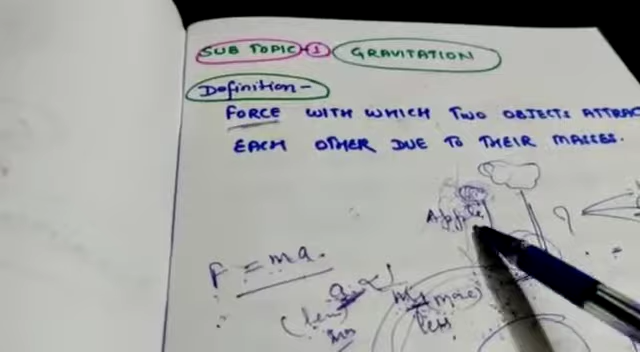 SUB TOPIC-1 GRAVITATION
Definition-
FORCE WITH WHICH TWO OBJECTS ATTRAC
EACH OTHER DUE TO THEIR MASSES.
Apple
F = ma.
a ∝
less